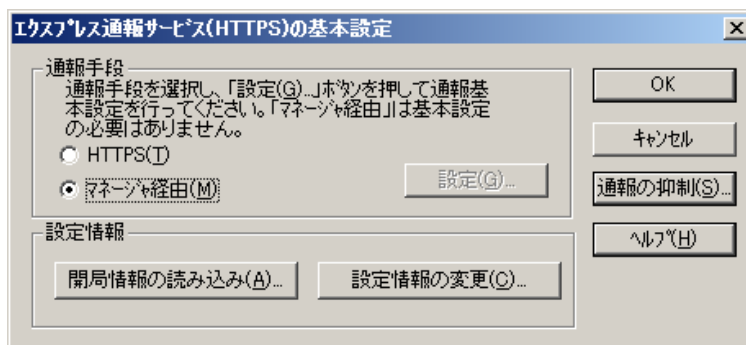 ｴｸｽﾌﾟﾚｽ通報ｻｰﾋﾞｽ(HTTPS)の基本設定
通報手段
通報手段を選択し、「設定(G)...」ﾎﾞﾀﾝを押して通報基
本設定を行ってください。「ﾏﾈｰｼﾞｬ経由」は基本設定
の必要はありません。
HTTPS(T)
ﾏﾈｰｼﾞｬ経由(M)
設定(G)...
設定情報
開局情報の読み込み(A)...
設定情報の変更(C)...
OK
ｷｬﾝｾﾙ
通報の抑制(S)...
ﾍﾙﾌﾟ(H)